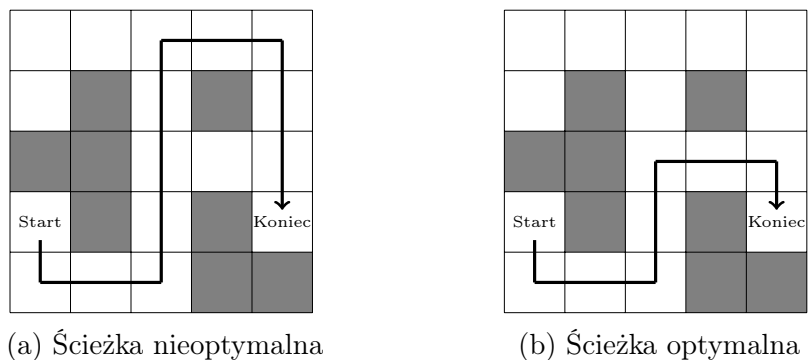 Start
Koniec
Start
Koniec
(a) Ścieżka nieoptymalna
(b) Ścieżka optymalna